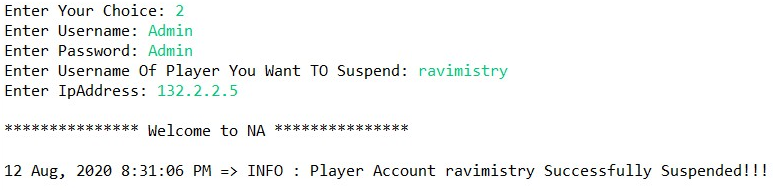 Enter Your Choice: 2
Enter Username: Admin
Enter Password: Admin
Enter Username Of Player You Want TO Suspend: ravimistry
Enter IpAddress: 132.2.2.5
*************** Welcome to NA ***************
12 Aug, 2020 8:31:06 PM => INFO : Player Account ravimistry Successfully Suspended!!!